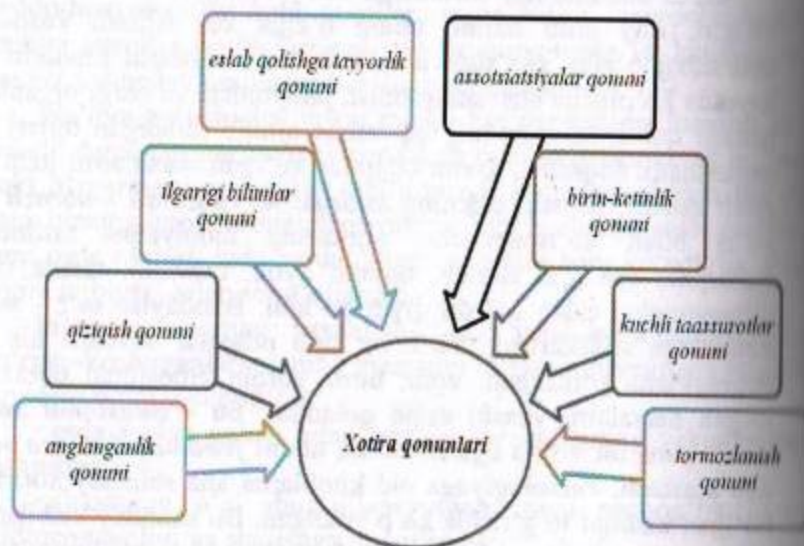 eslab qolishga tayyorlik
qonuni
assotsiatsiyalar qonuni
ilgarigi bilimlar
qonuni
birin-ketinlik
qonuni
qiziqish qonuni
kuchli taassurotlar
qonuni
anglanganlik
qonuni
Xotira qonunlari
tormozlanish
qonuni